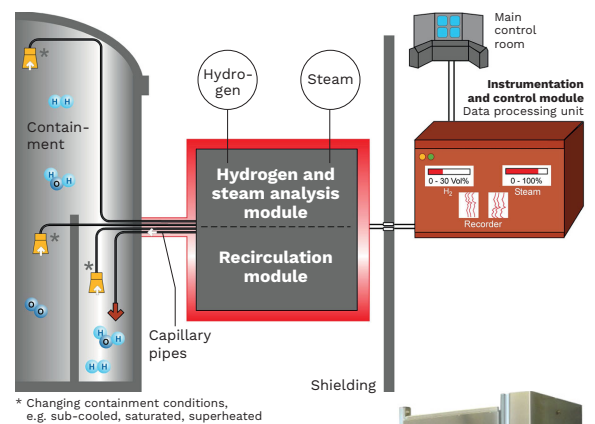 Main
control
room
Hydro-
gen
Steam
Instrumentation
and control module
Data processing unit
*
H H
Contain-
ment
0 - 30 Vol%
H2
0 - 100%
Steam
Recorder
Hydrogen and
steam analysis
module
H H
O
Recirculation
module
*
*
O
O
H H
O
H H
Capillary
pipes
Shielding
* Changing containment conditions,
e.g. sub-cooled, saturated, superheated